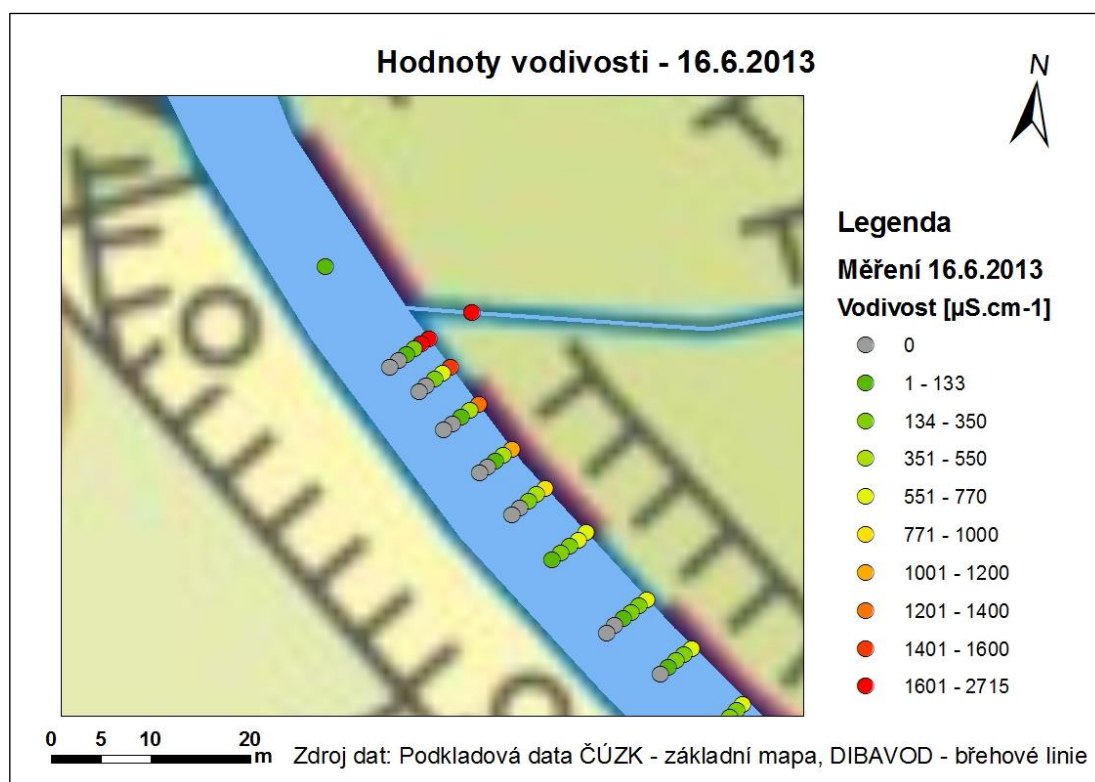 Hodnoty vodivosti - 16.6.2013
N
Legenda
Měření 16.6.2013
Vodivost [µS.cm-1]
0
1 - 133
134 - 350
351 - 550
551 - 770
771 - 1000
1001 - 1200
1201 - 1400
1401 - 1600
1601 - 2715
0 5 10 20
m
Zdroj dat: Podkladová data ČÚZK - základní mapa, DIBAVOD - břehové linie